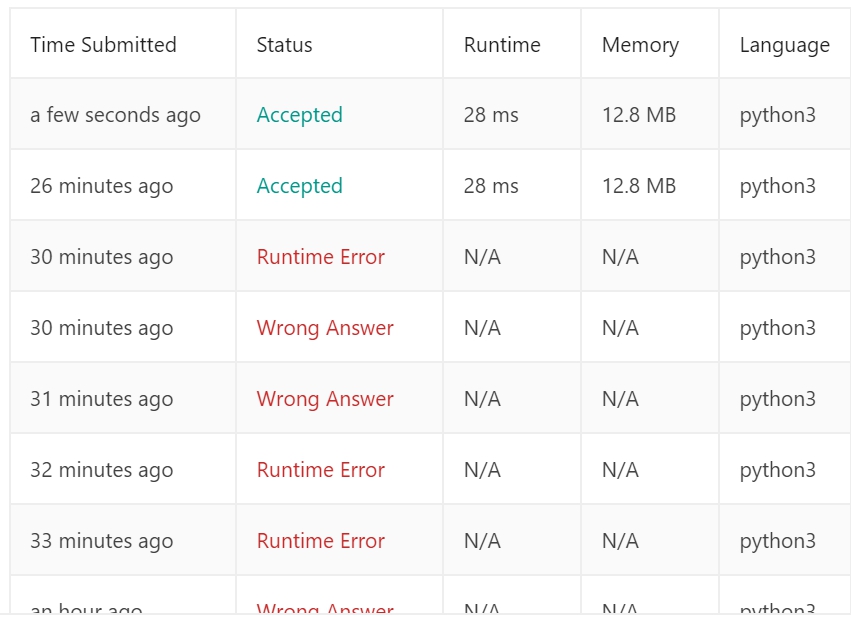 Time Submitted Status Runtime Memory Language
a few seconds ago Accepted 28 ms 12.8 MB python3
26 minutes ago Accepted 28 ms 12.8 MB python3
30 minutes ago Runtime Error N/A N/A python3
30 minutes ago Wrong Answer N/A N/A python3
31 minutes ago Wrong Answer N/A N/A python3
32 minutes ago Runtime Error N/A N/A python3
33 minutes ago Runtime Error N/A N/A python3
an hour ago Wrong Answer N/A N/A python3